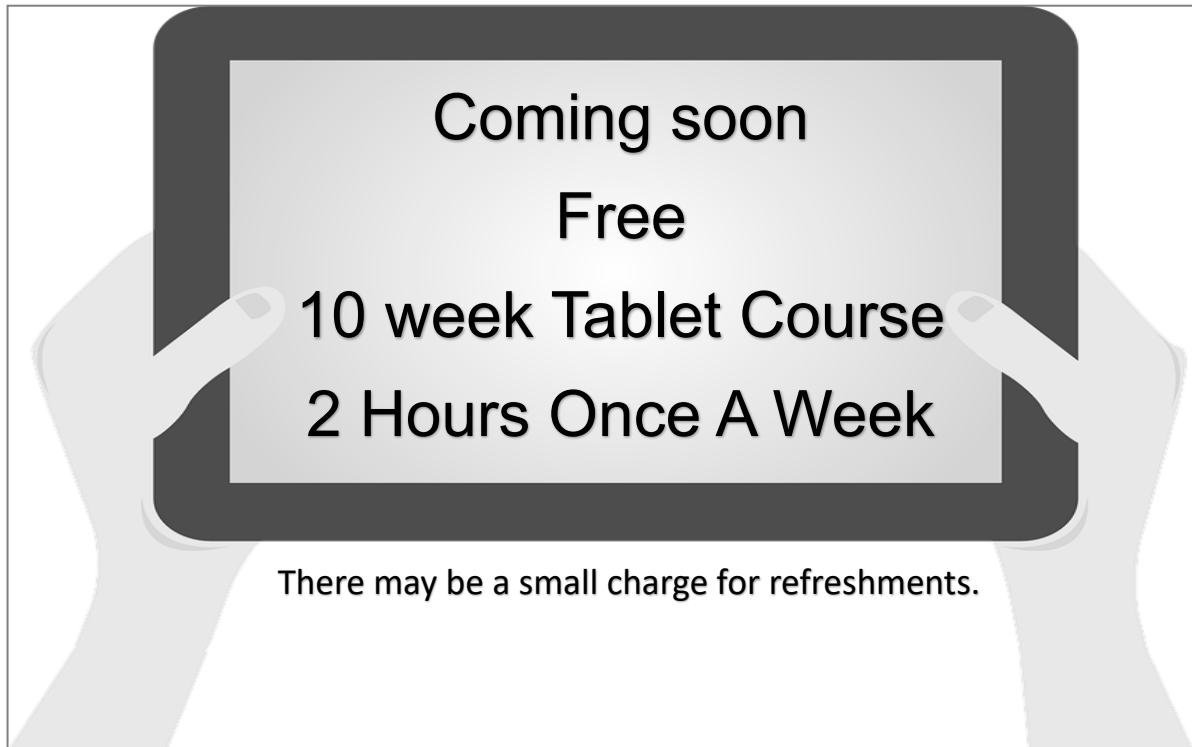 Coming soon
Free
10 week Tablet Course
2 Hours Once A Week
There may be a small charge for refreshments.